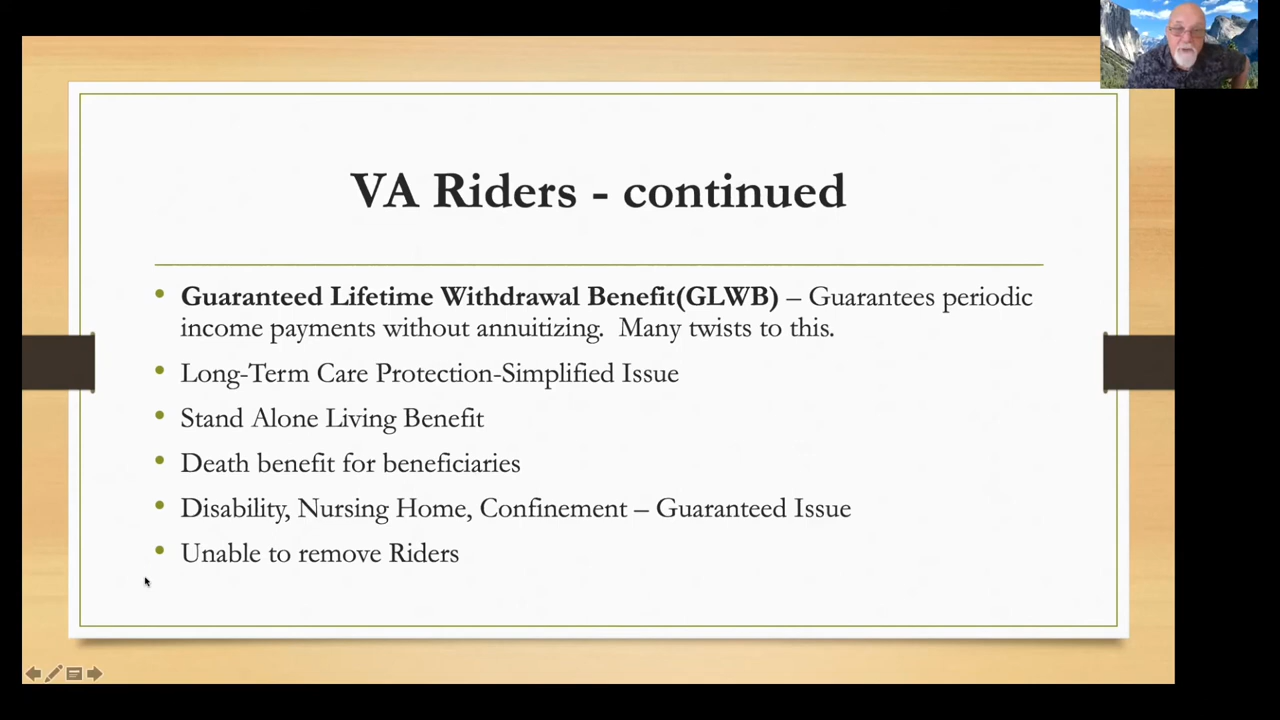 VA Riders - continued
• Guaranteed Lifetime Withdrawal Benefit(GLWB) – Guarantees periodic
income payments without annuitizing.  Many twists to this.
• Long-Term Care Protection-Simplified Issue
• Stand Alone Living Benefit
• Death benefit for beneficiaries
• Disability, Nursing Home, Confinement – Guaranteed Issue
• Unable to remove Riders